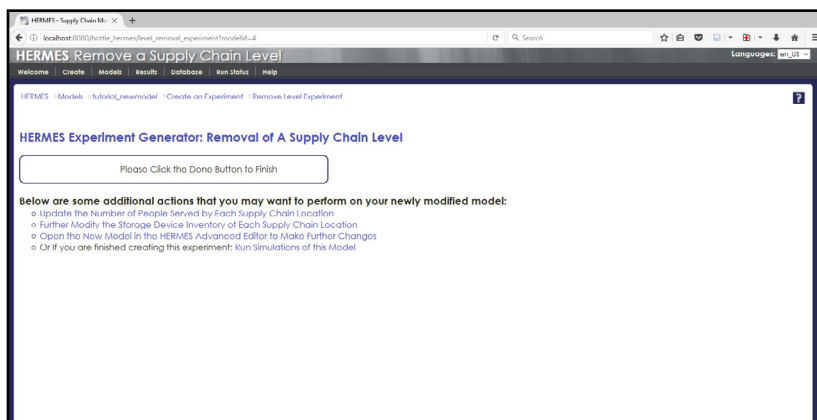 HERMES - Supply Chain Mo
localhost:8080/bottle_hermes/level_removal_experiment?modelId=4
Search
HERMES Remove a Supply Chain Level
Languages: en_US
Welcome Create Models Results Database Run Status Help
HERMES >Models >tutorial_newmodel >Create an Experiment >Remove Level Experiment
?
HERMES Experiment Generator: Removal of A Supply Chain Level
Please Click the Done Button to Finish
Below are some additional actions that you may want to perform on your newly modified model:
Update the Number of People Served by Each Supply Chain Location
Further Modify the Storage Device Inventory of Each Supply Chain Location
Open the New Model in the HERMES Advanced Editor to Make Further Changes
Or If you are finished creating this experiment: Run Simulations of this Model